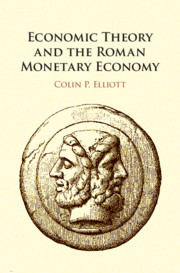 Economic Theory
and the Roman
Monetary Economy
Colin P. Elliott